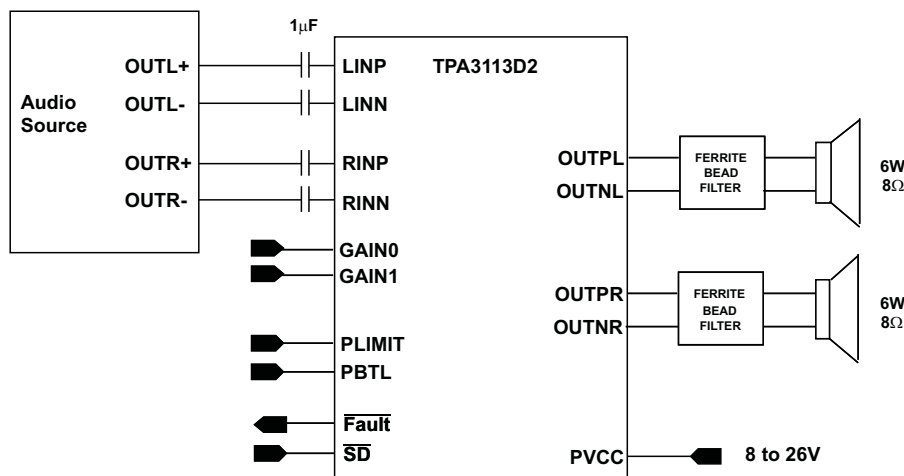 1μF
TPA3113D2
Audio
Source
OUTL+
OUTL-
OUTR+
OUTR-
LINP
LINN
RINP
RINN
GAIN0
GAIN1
PLIMIT
PBTL
Fault
SD
OUTPL
OUTNL
FERRITE
BEAD
FILTER
6W
8Ω
OUTPR
OUTNR
FERRITE
BEAD
FILTER
6W
8Ω
PVCC
8 to 26V